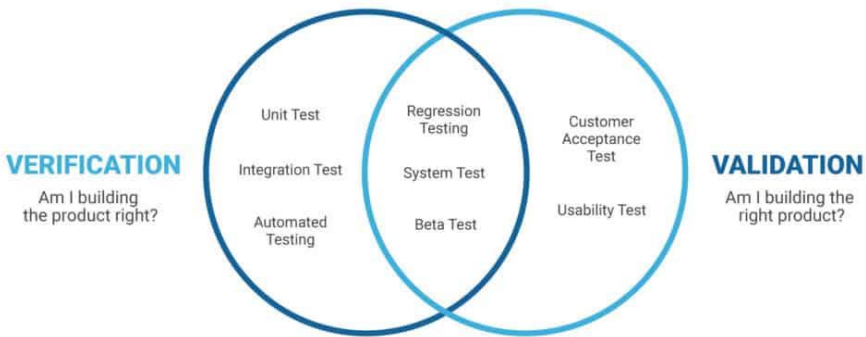 VERIFICATION
Am I building
the product right?
Unit Test
Integration Test
Automated
Testing
Regression
Testing
System Test
Beta Test
Customer
Acceptance
Test
Usability Test
VALIDATION
Am I building the
right product?